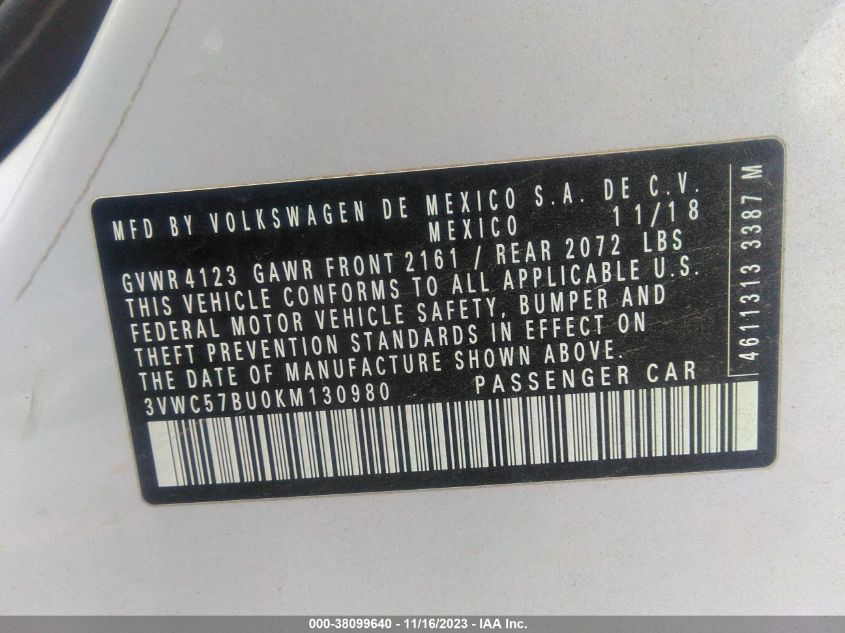 MFD BY VOLKSWAGEN DE MEXICO S.A. DE C.V.
MEXICO 11/18
GVWR 4123 GAWR FRONT 2161 / REAR 2072 LBS
THIS VEHICLE CONFORMS TO ALL APPLICABLE U.S.
FEDERAL MOTOR VEHICLE SAFETY, BUMPER AND
THEFT PREVENTION STANDARDS IN EFFECT ON
THE DATE OF MANUFACTURE SHOWN ABOVE.
3VWC57BU0KM130980 PASSENGER CAR
4611313 3387 M
000-38099640 - 11/16/2023 - IAA Inc.